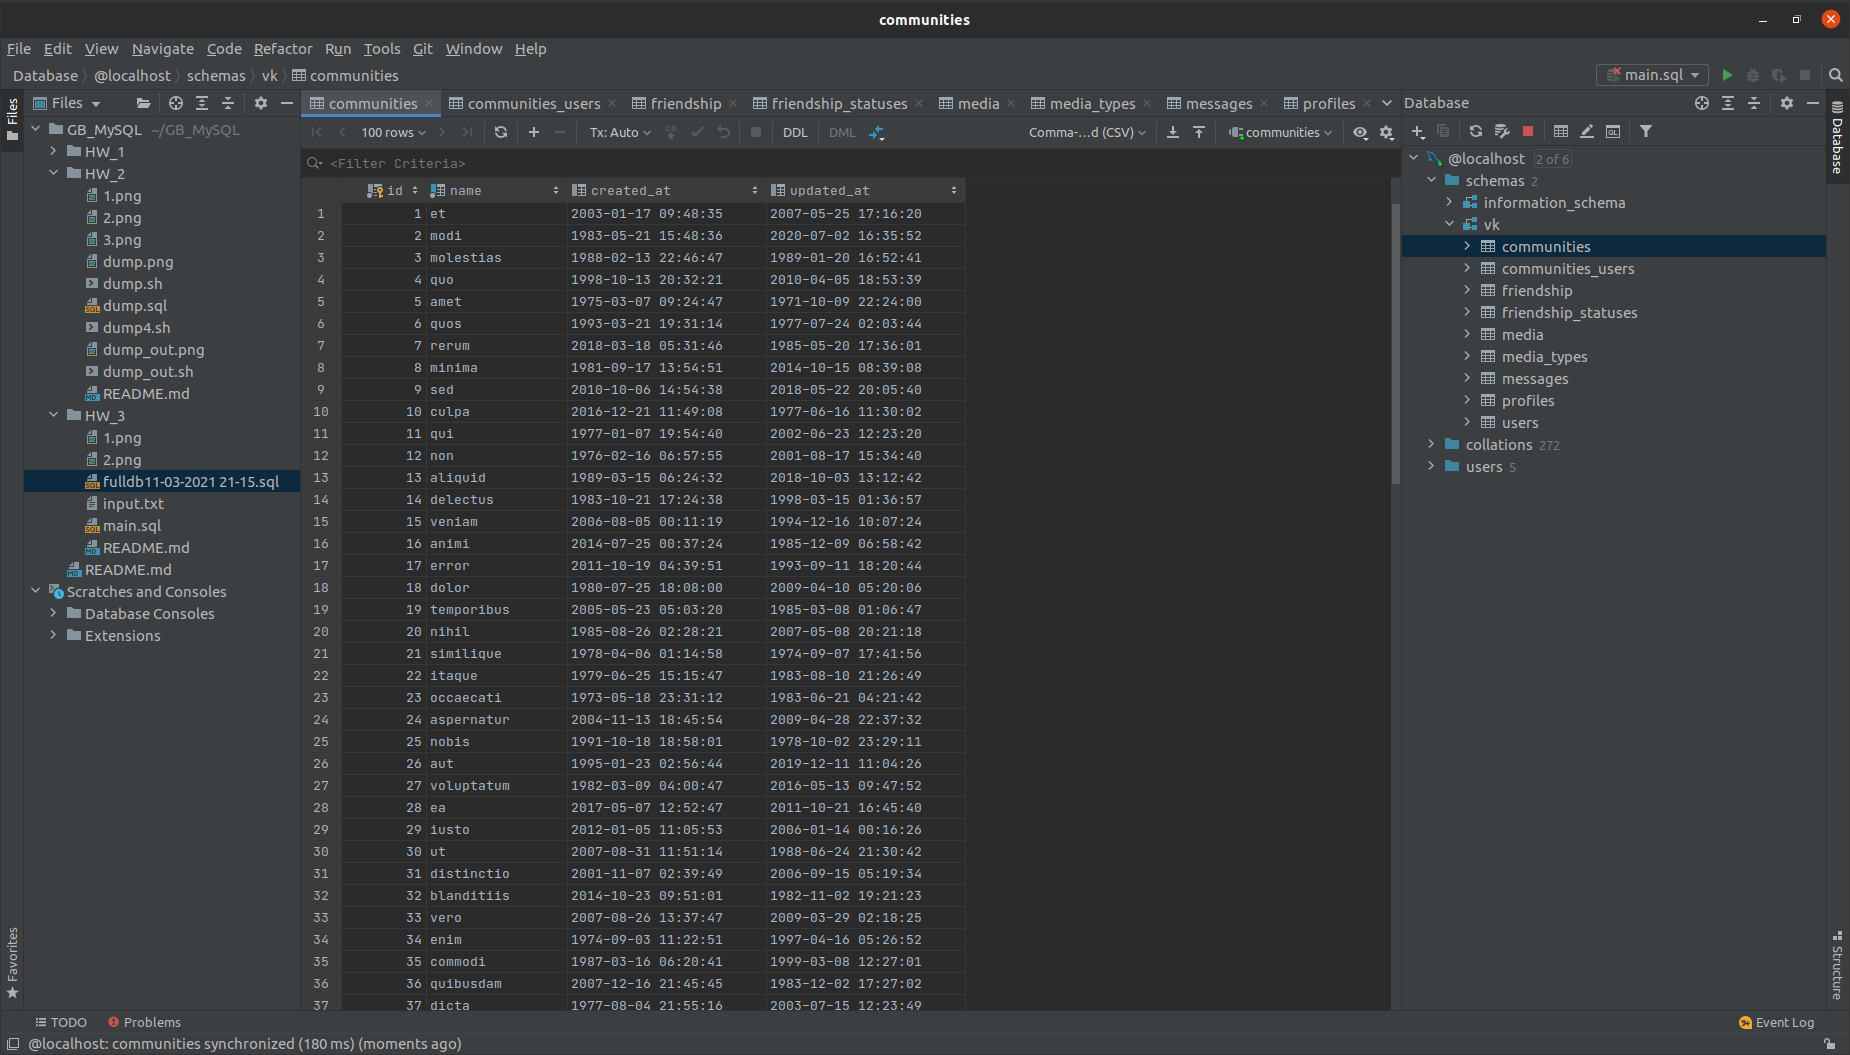 communities
File Edit View Navigate Code Refactor Run Tools Git Window Help
Database @localhost schemas vk communities
main.sql
Files
Files
GB_MySQL ~/GB_MySQL
HW_1
HW_2
1.png
2.png
3.png
dump.png
dump.sh
dump.sql
dump4.sh
dump_out.png
dump_out.sh
README.md
HW_3
1.png
2.png
fulldb11-03-2021 21-15.sql
input.txt
main.sql
README.md
README.md
Scratches and Consoles
Database Consoles
Extensions
Favorites
communities communities_users friendship friendship_statuses media media_types messages profiles
100 rows Tx: Auto DDL DML Comma-...d (CSV) communities
<Filter Criteria>
id name created_at updated_at
1 1 et 2003-01-17 09:48:35 2007-05-25 17:16:20
2 2 modi 1983-05-21 15:48:36 2020-07-02 16:35:52
3 3 molestias 1988-02-13 22:46:47 1989-01-20 16:52:41
4 4 quo 1998-10-13 20:32:21 2010-04-05 18:53:39
5 5 amet 1975-03-07 09:24:47 1971-10-09 22:24:00
6 6 quos 1993-03-21 19:31:14 1977-07-24 02:03:44
7 7 rerum 2018-03-18 05:31:46 1985-05-20 17:36:01
8 8 minima 1981-09-17 13:54:51 2014-10-15 08:39:08
9 9 sed 2010-10-06 14:54:38 2018-05-22 20:05:40
10 10 culpa 2016-12-21 11:49:08 1977-06-16 11:30:02
11 11 qui 1977-01-07 19:54:40 2002-06-23 12:23:20
12 12 non 1976-02-16 06:57:55 2001-08-17 15:34:40
13 13 aliquid 1989-03-15 06:24:32 2018-10-03 13:12:42
14 14 delectus 1983-10-21 17:24:38 1998-03-15 01:36:57
15 15 veniam 2006-08-05 00:11:19 1994-12-16 10:07:24
16 16 animi 2014-07-25 00:37:24 1985-12-09 06:58:42
17 17 error 2011-10-19 04:39:51 1993-09-11 18:20:44
18 18 dolor 1980-07-25 18:08:00 2009-04-10 05:20:06
19 19 temporibus 2005-05-23 05:03:20 1985-03-08 01:06:47
20 20 nihil 1985-08-26 02:28:21 2007-05-08 20:21:18
21 21 similique 1978-04-06 01:14:58 1974-09-07 17:41:56
22 22 itaque 1979-06-25 15:15:47 1983-08-10 21:26:49
23 23 occaecati 1973-05-18 23:31:12 1983-06-21 04:21:42
24 24 aspernatur 2004-11-13 18:45:54 2009-04-28 22:37:32
25 25 nobis 1991-10-18 18:58:01 1978-10-02 23:29:11
26 26 aut 1995-01-23 02:56:44 2019-12-11 11:04:26
27 27 voluptatum 1982-03-09 04:00:47 2016-05-13 09:47:52
28 28 ea 2017-05-07 12:52:47 2011-10-21 16:45:40
29 29 iusto 2012-01-05 11:05:53 2006-01-14 00:16:26
30 30 ut 2007-08-31 11:51:14 1988-06-24 21:30:42
31 31 distinctio 2001-11-07 02:39:49 2006-09-15 05:19:34
32 32 blanditiis 2014-10-23 09:51:01 1982-11-02 19:21:23
33 33 vero 2007-08-26 13:37:47 2009-03-29 02:18:25
34 34 enim 1974-09-03 11:22:51 1997-04-16 05:26:52
35 35 commodi 1987-03-16 06:20:41 1999-03-08 12:27:01
36 36 quibusdam 2007-12-16 21:45:45 1983-12-02 17:27:02
37 37 dicta 1977-08-04 21:55:16 2003-07-15 12:23:49
Database
@localhost 2 of 6
schemas 2
information_schema
vk
communities
communities_users
friendship
friendship_statuses
media
media_types
messages
profiles
users
collations 272
users 5
Database
Structure
TODO Problems
Event Log
@localhost: communities synchronized (180 ms) (moments ago)